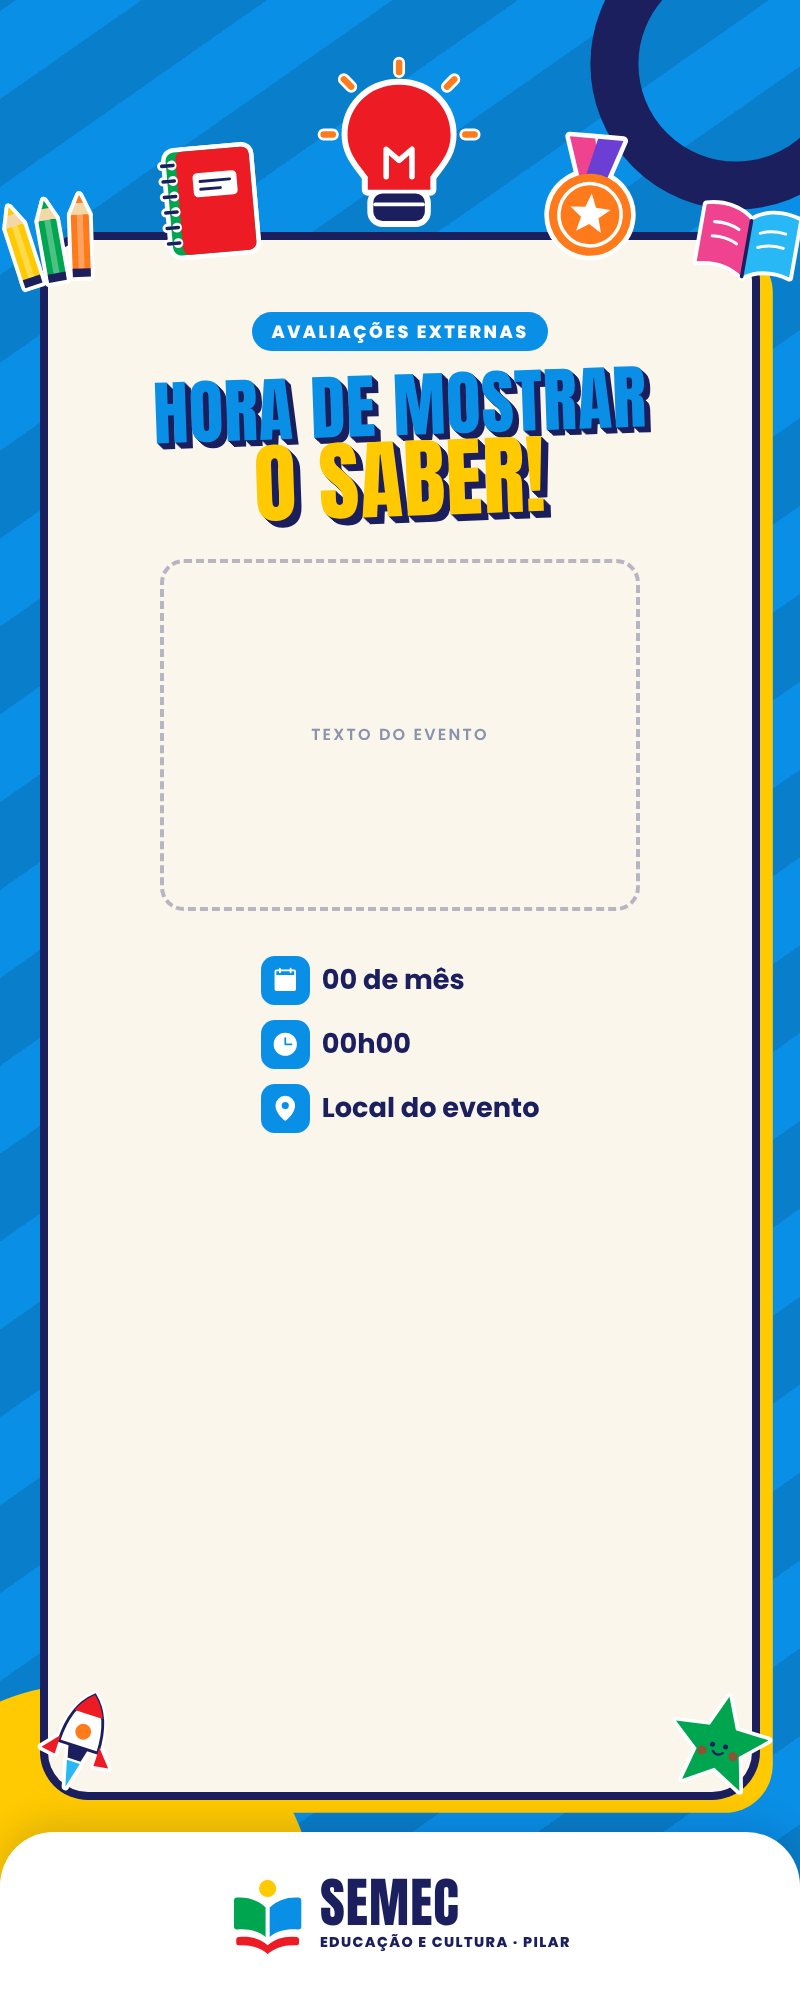 M
AVALIAÇÕES EXTERNAS
HORA DE MOSTRAR
O SABER!
TEXTO DO EVENTO
00 de mês
00h00
Local do evento
SEMEC
EDUCAÇÃO E CULTURA · PILAR